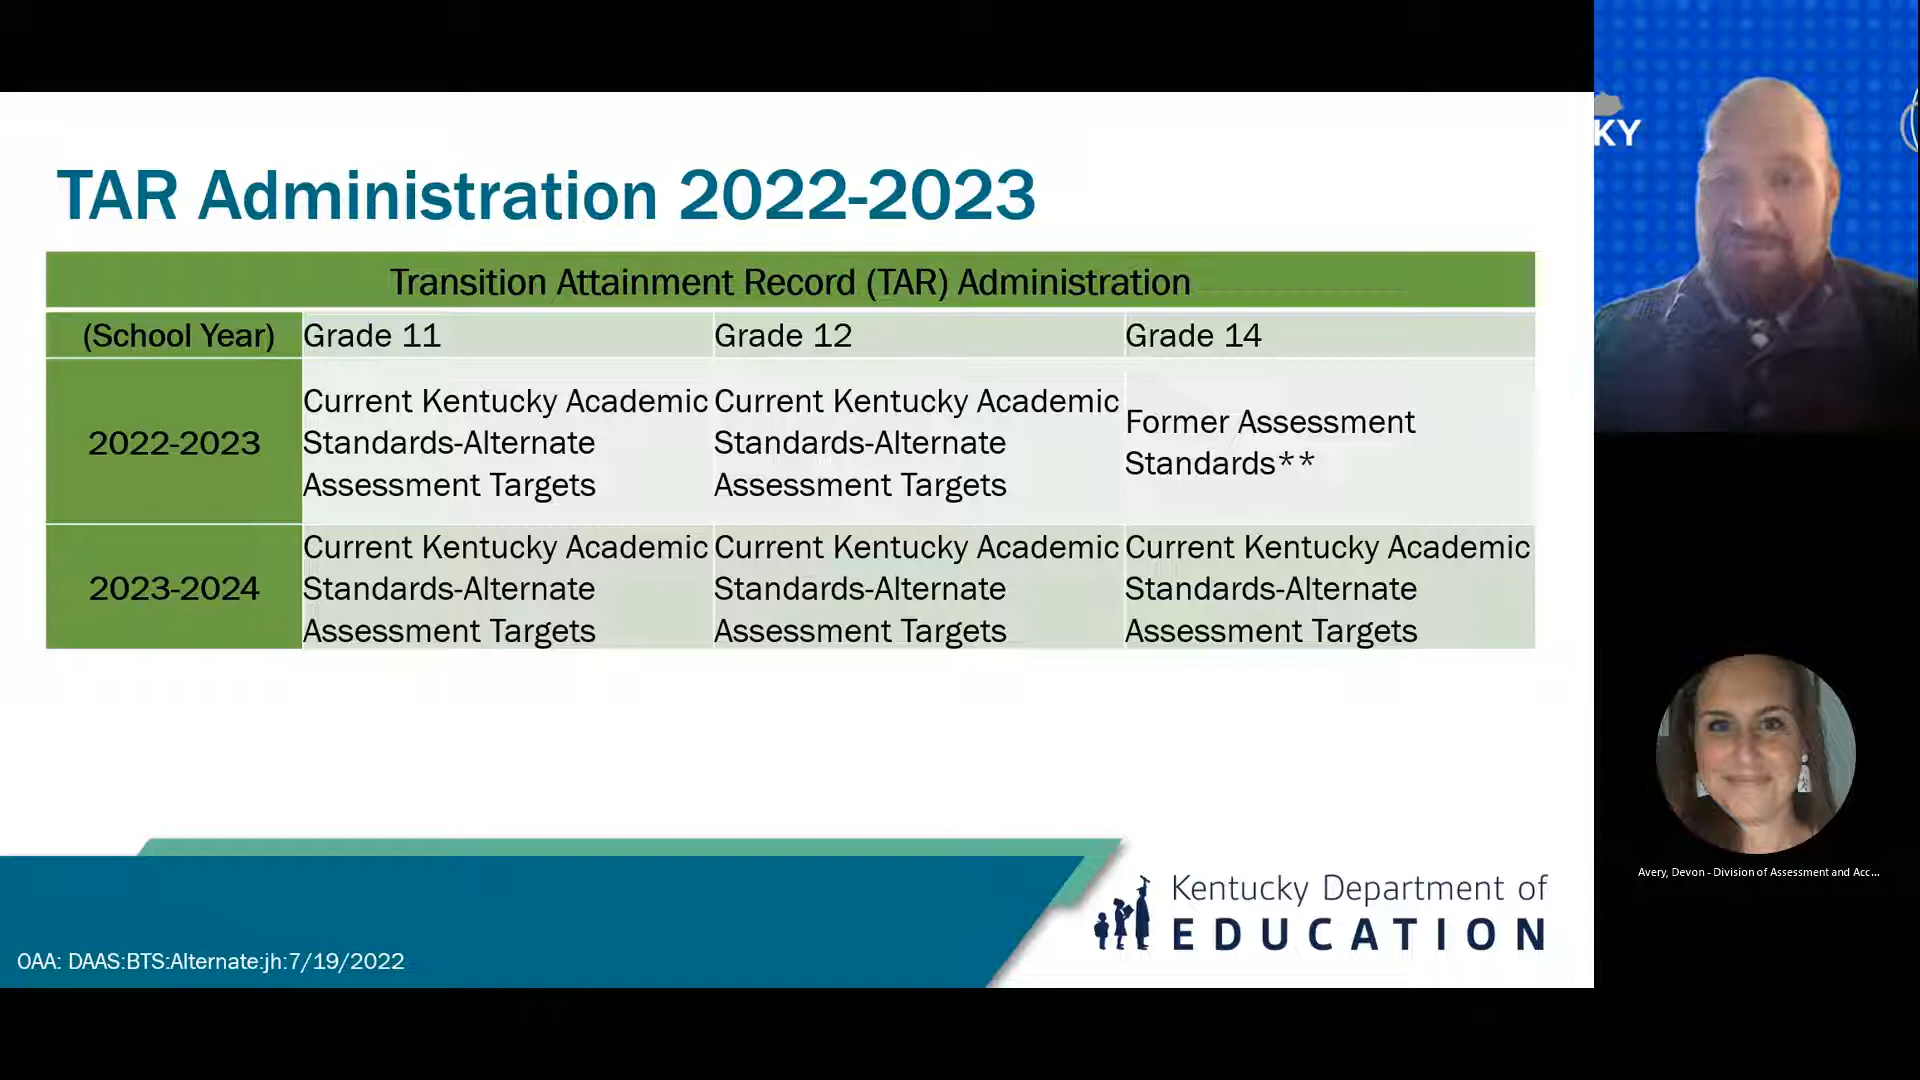 TAR Administration 2022-2023
Transition Attainment Record (TAR) Administration
(School Year) Grade 11 Grade 12 Grade 14
2022-2023
Current Kentucky Academic
Standards-Alternate
Assessment Targets
Current Kentucky Academic
Standards-Alternate
Assessment Targets
Former Assessment
Standards**
2023-2024
Current Kentucky Academic
Standards-Alternate
Assessment Targets
Current Kentucky Academic
Standards-Alternate
Assessment Targets
Current Kentucky Academic
Standards-Alternate
Assessment Targets
OAA: DAAS:BTS:Alternate:jh:7/19/2022
Kentucky Department of
EDUCATION
KY
Avery, Devon - Division of Assessment and Acc...